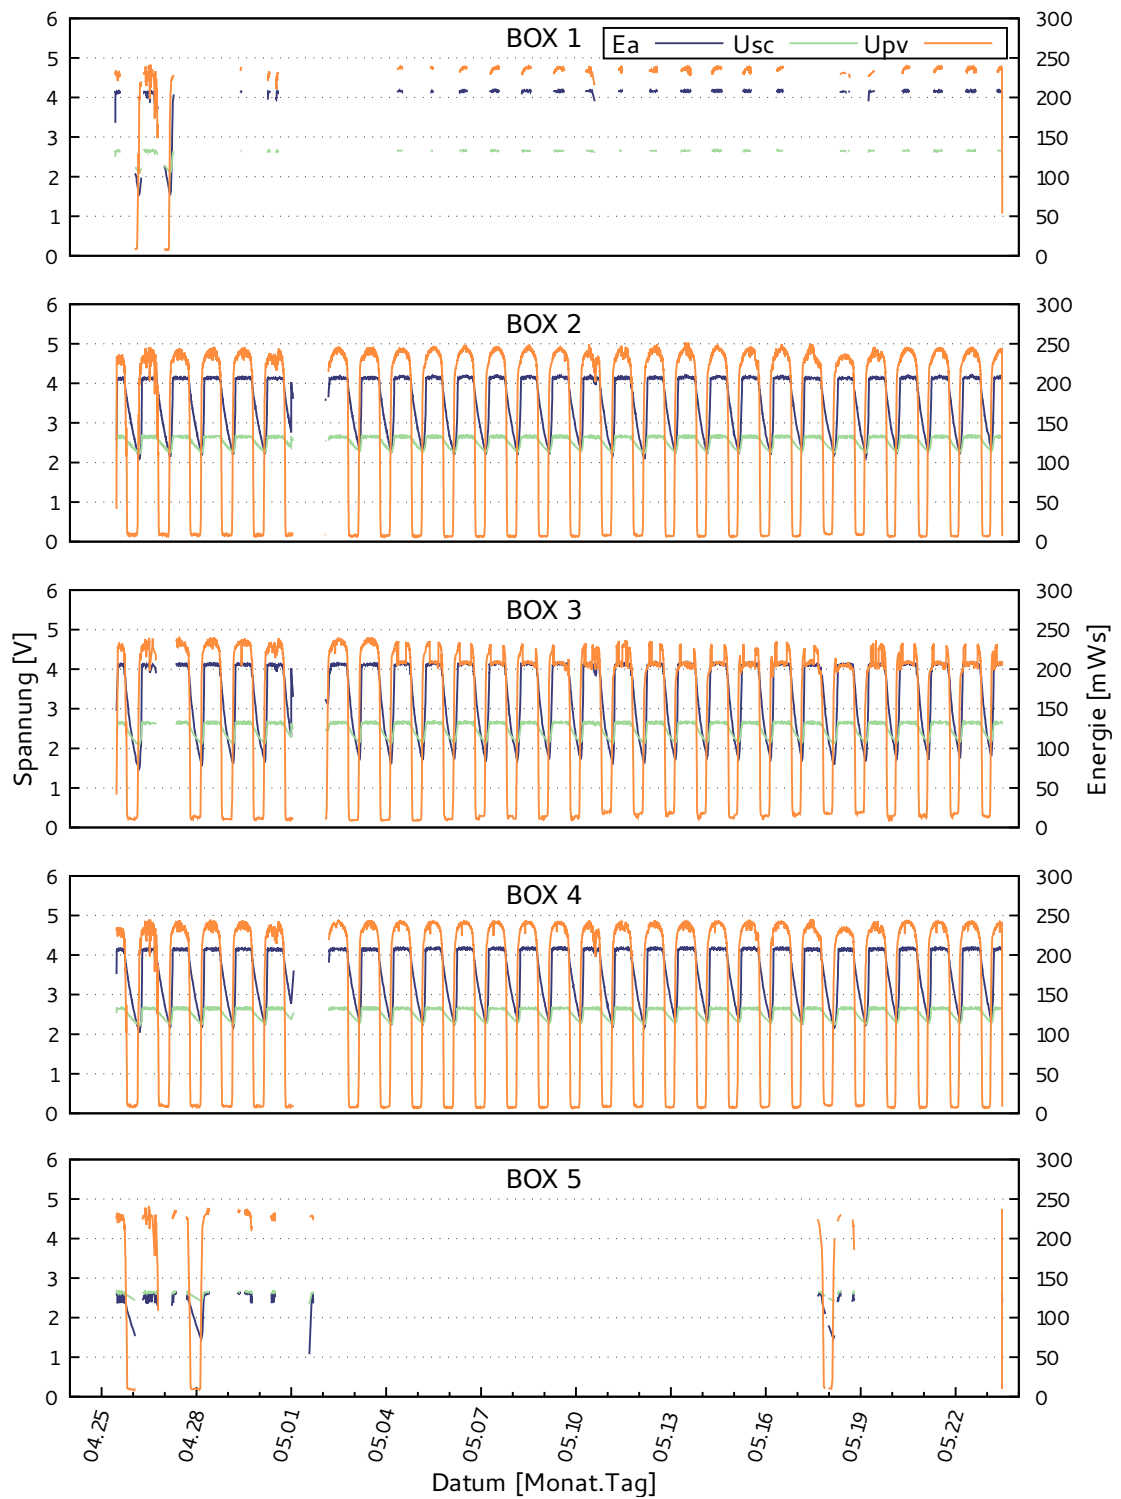 BOX 1
Ea Usc Upv
6 5 4 3 2 1 0
300 250 200 150 100 50 0
BOX 2
6 5 4 3 2 1 0
300 250 200 150 100 50 0
BOX 3
6 5 4 3 2 1 0
300 250 200 150 100 50 0
Spannung [V]
Energie [mWs]
BOX 4
6 5 4 3 2 1 0
300 250 200 150 100 50 0
BOX 5
6 5 4 3 2 1 0
300 250 200 150 100 50 0
04.25 04.28 05.01 05.04 05.07 05.10 05.13 05.16 05.19 05.22
Datum [Monat.Tag]